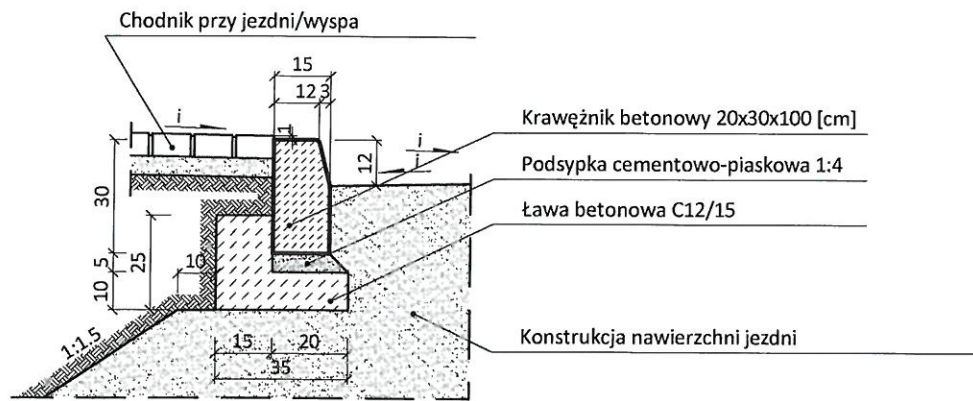 Chodnik przy jezdni/wyspa
15
12 3
i
1
12
i
i
Krawężnik betonowy 20x30x100 [cm]
Podsypka cementowo-piaskowa 1:4
Ława betonowa C12/15
30
5
10
25
10
1:1.5
15 20
35
Konstrukcja nawierzchni jezdni